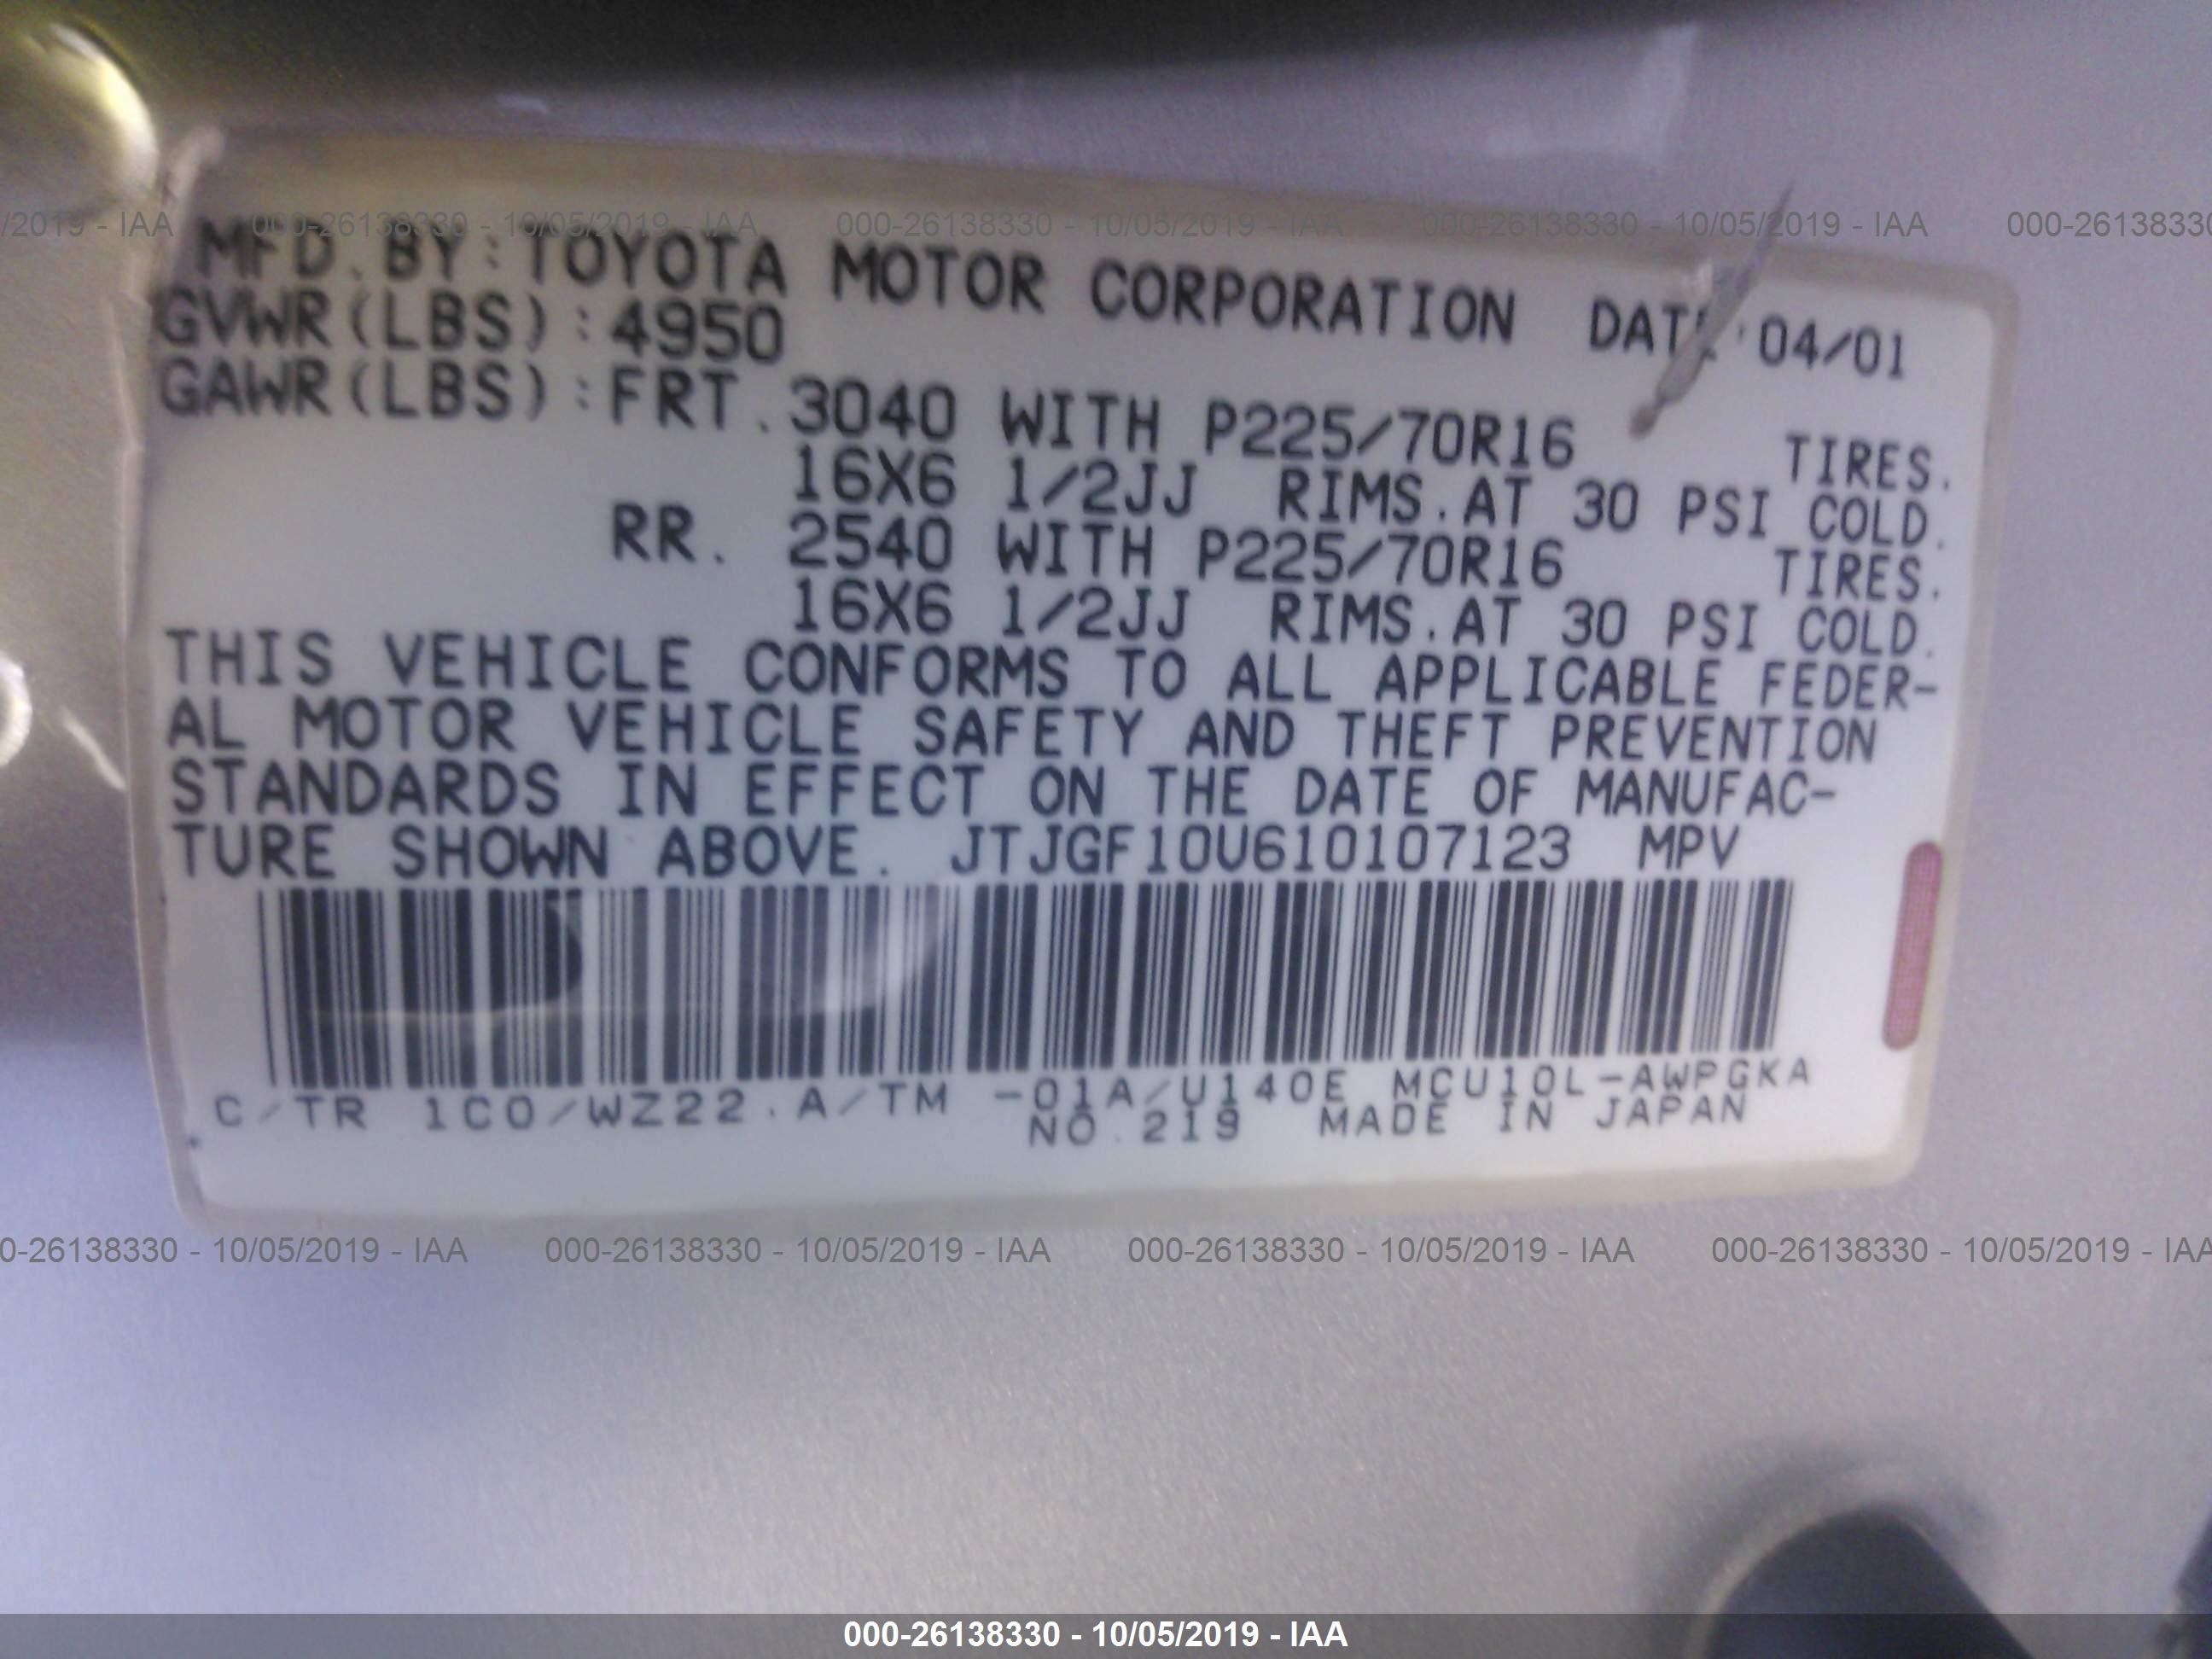 /2019 - IAA 000-26138330 - 10/05/2019 - IAA 000-26138330 - 10/05/2019 - IAA 000-26138330 - 10/05/2019 - IAA 000-26138330
MFD.BY:TOYOTA MOTOR CORPORATION DATE:04/01
GVWR(LBS):4950
GAWR(LBS):FRT.3040 WITH P225/70R16 TIRES.
16X6 1/2JJ RIMS.AT 30 PSI COLD.
RR. 2540 WITH P225/70R16 TIRES.
16X6 1/2JJ RIMS.AT 30 PSI COLD.
THIS VEHICLE CONFORMS TO ALL APPLICABLE FEDER-
AL MOTOR VEHICLE SAFETY AND THEFT PREVENTION
STANDARDS IN EFFECT ON THE DATE OF MANUFAC-
TURE SHOWN ABOVE. JTJGF10U610107123 MPV
C/TR 1C0/WZ22.A/TM -01A/U140E MCU10L-AWPGKA
NO.219 MADE IN JAPAN
0-26138330 - 10/05/2019 - IAA 000-26138330 - 10/05/2019 - IAA 000-26138330 - 10/05/2019 - IAA 000-26138330 - 10/05/2019 - IAA
000-26138330 - 10/05/2019 - IAA